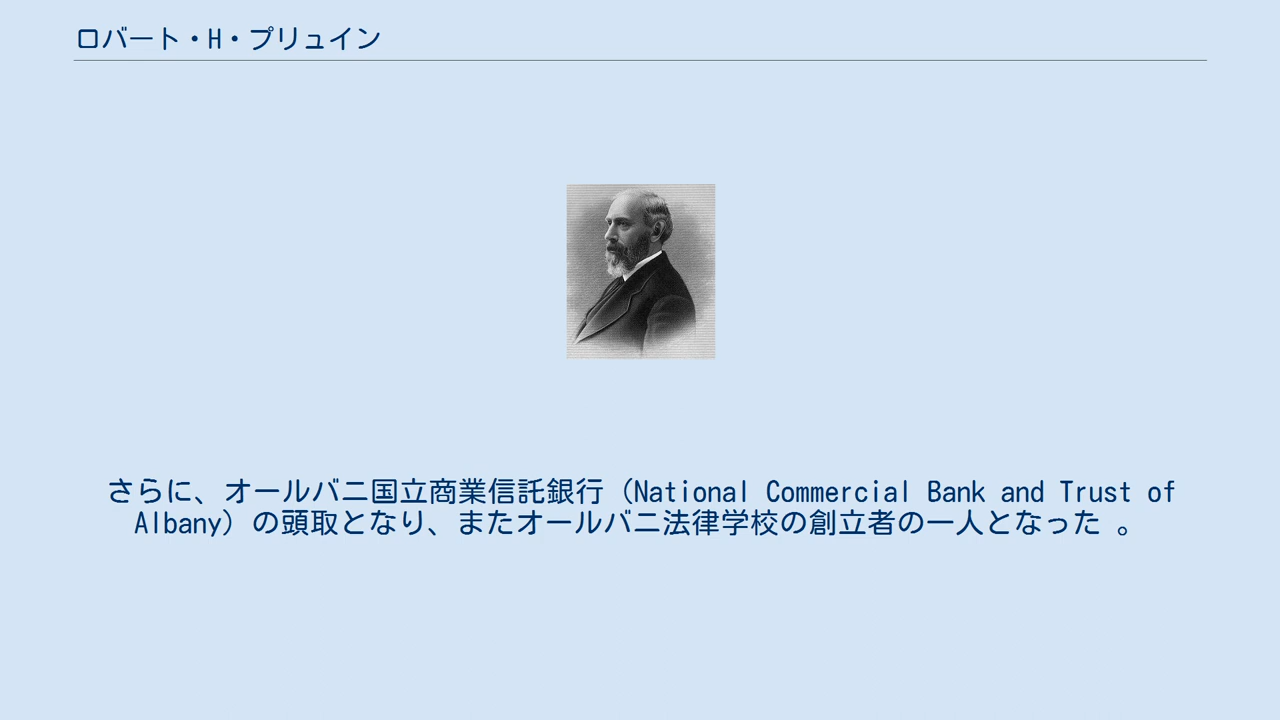 ロバート・H・プリュイン
さらに、オールバニ国立商業信託銀行（National Commercial Bank and Trust of
Albany）の頭取となり、またオールバニ法律学校の創立者の一人となった 。